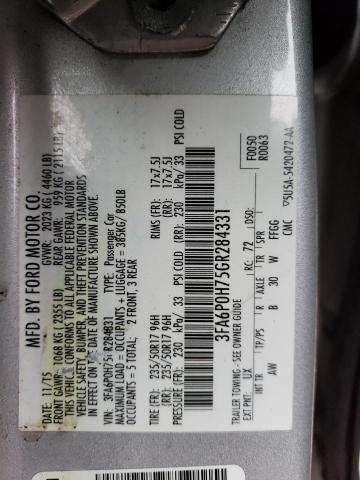 MFD. BY FORD MOTOR CO.
DATE: 11/15 GVWR: 2023 KG ( 4460 LB)
FRONT GAWR: 1068 KG (2355 LB) REAR GAWR: 959 KG (2115 LB)
THIS VEHICLE CONFORMS TO ALL APPLICABLE FEDERAL MOTOR
VEHICLE SAFETY, BUMPER, AND THEFT PREVENTION STANDARDS
IN EFFECT ON THE DATE OF MANUFACTURE SHOWN ABOVE.
VIN: 3FA6P0H75GR284331 TYPE: Passenger Car
MAXIMUM LOAD = OCCUPANTS + LUGGAGE = 385KG/ 850LB
OCCUPANTS: 5 TOTAL; 2 FRONT, 3 REAR
TIRE (FR) 235/50R17 96H RIMS (FR): 17x7.5J
TIRE (RR) 235/50R17 96H RIMS (RR): 17x7.5J
PRESSURE (FR) 230 kPa/ 33 PSI COLD (RR) 230 kPa/ 33 PSI COLD
3FA6P0H75GR284331 F0050
R0063
TRAILER TOWING - SEE OWNER GUIDE
EXT PNT: UX RC: 72 DSO:
INT TR TP/PS R AXLE TR SPR
AW B 30 W FFGG
CMC 5U5A-5420472-AA